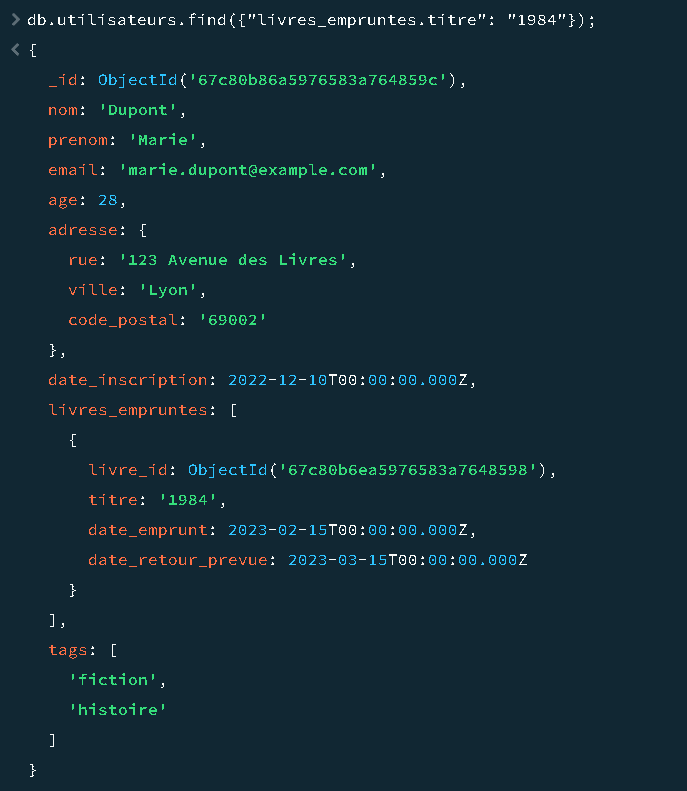 > db.utilisateurs.find({"livres_empruntes.titre": "1984"});
< {
_id: ObjectId('67c80b86a5976583a764859c'),
nom: 'Dupont',
prenom: 'Marie',
email: 'marie.dupont@example.com',
age: 28,
adresse: {
rue: '123 Avenue des Livres',
ville: 'Lyon',
code_postal: '69002'
},
date_inscription: 2022-12-10T00:00:00.000Z,
livres_empruntes: [
{
livre_id: ObjectId('67c80b6ea5976583a7648598'),
titre: '1984',
date_emprunt: 2023-02-15T00:00:00.000Z,
date_retour_prevue: 2023-03-15T00:00:00.000Z
}
],
tags: [
'fiction',
'histoire'
]
}